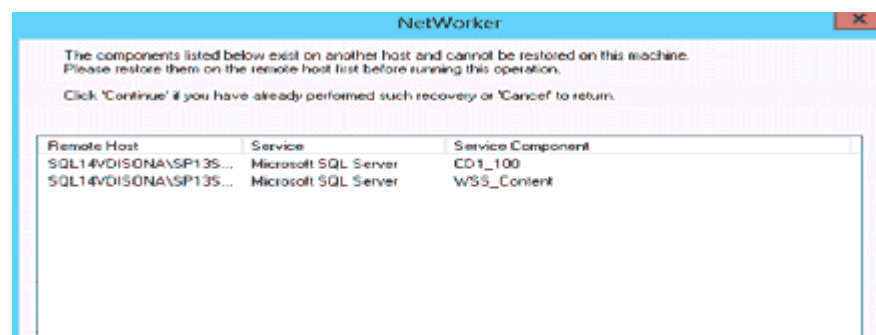 NetWorker
The components listed below exist on another host and cannot be restored on this machine.
Please restore them on the remote host first before running this operation.
Click 'Continue' if you have already performed such recovery or 'Cancel' to return.
Remote Host Service Service Component
SQL14VDISONA\SP13S... Microsoft SQL Server CD1_100
SQL14VDISONA\SP13S... Microsoft SQL Server WSS_Content